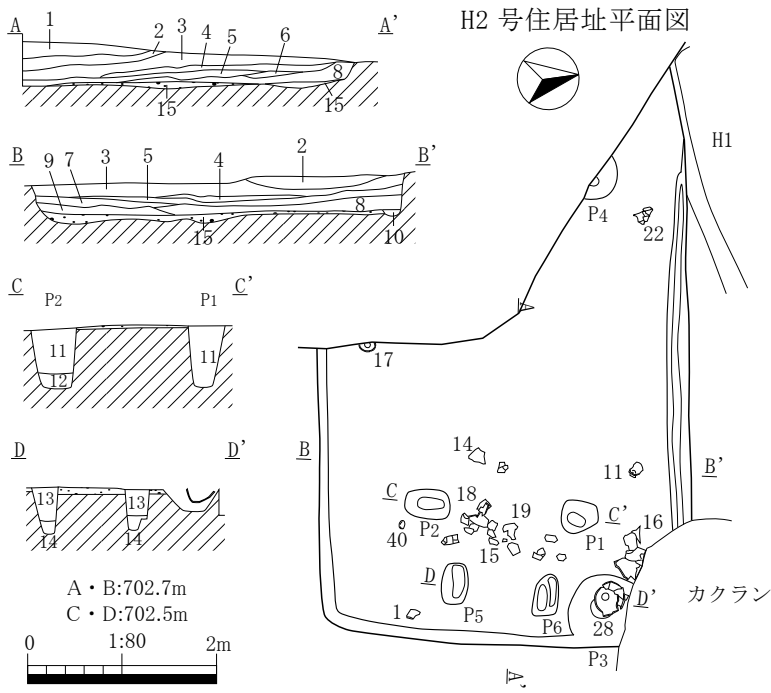 H2 号住居址平面図
A 1 2 3 4 5 6 A'
8
15 15
B 9 7 3 5 4 2 B'
8
15 10
C P2 P1 C'
11 11
12
D D'
13 13
14 14
A・B:702.7m
C・D:702.5m
0 1:80 2m
H1
P4
22
A
17
B B'
14 11
C 18 19 C' 16
40 P2 15 P1
D D' カクラン
1 P5 P6 28
P3
A'